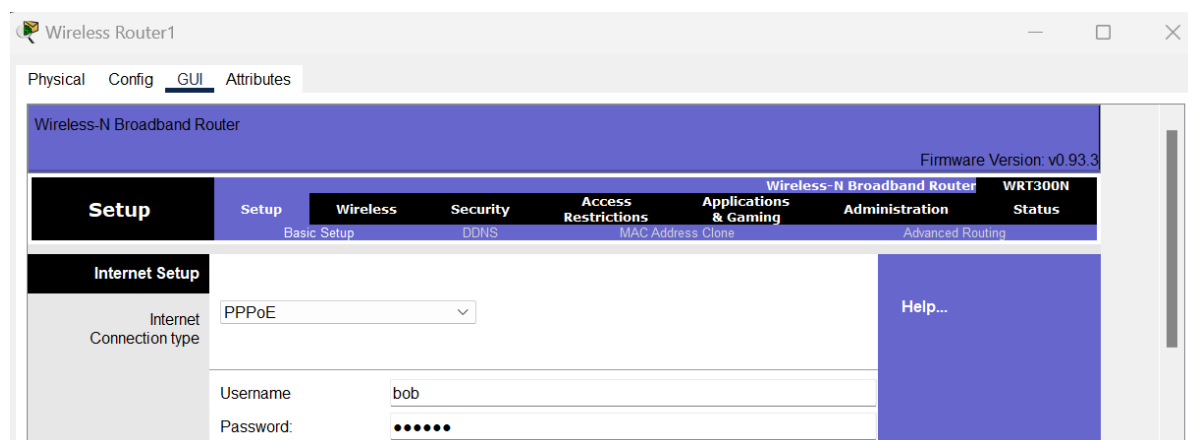 Wireless Router1
Physical Config GUI Attributes
Wireless-N Broadband Router
Firmware Version: v0.93.3
Wireless-N Broadband Router WRT300N
Setup
Setup Wireless Security Access Restrictions Applications & Gaming Administration Status
Basic Setup DDNS MAC Address Clone Advanced Routing
Internet Setup
Internet
Connection type
PPPoE
Help...
Username bob
Password: ●●●●●●